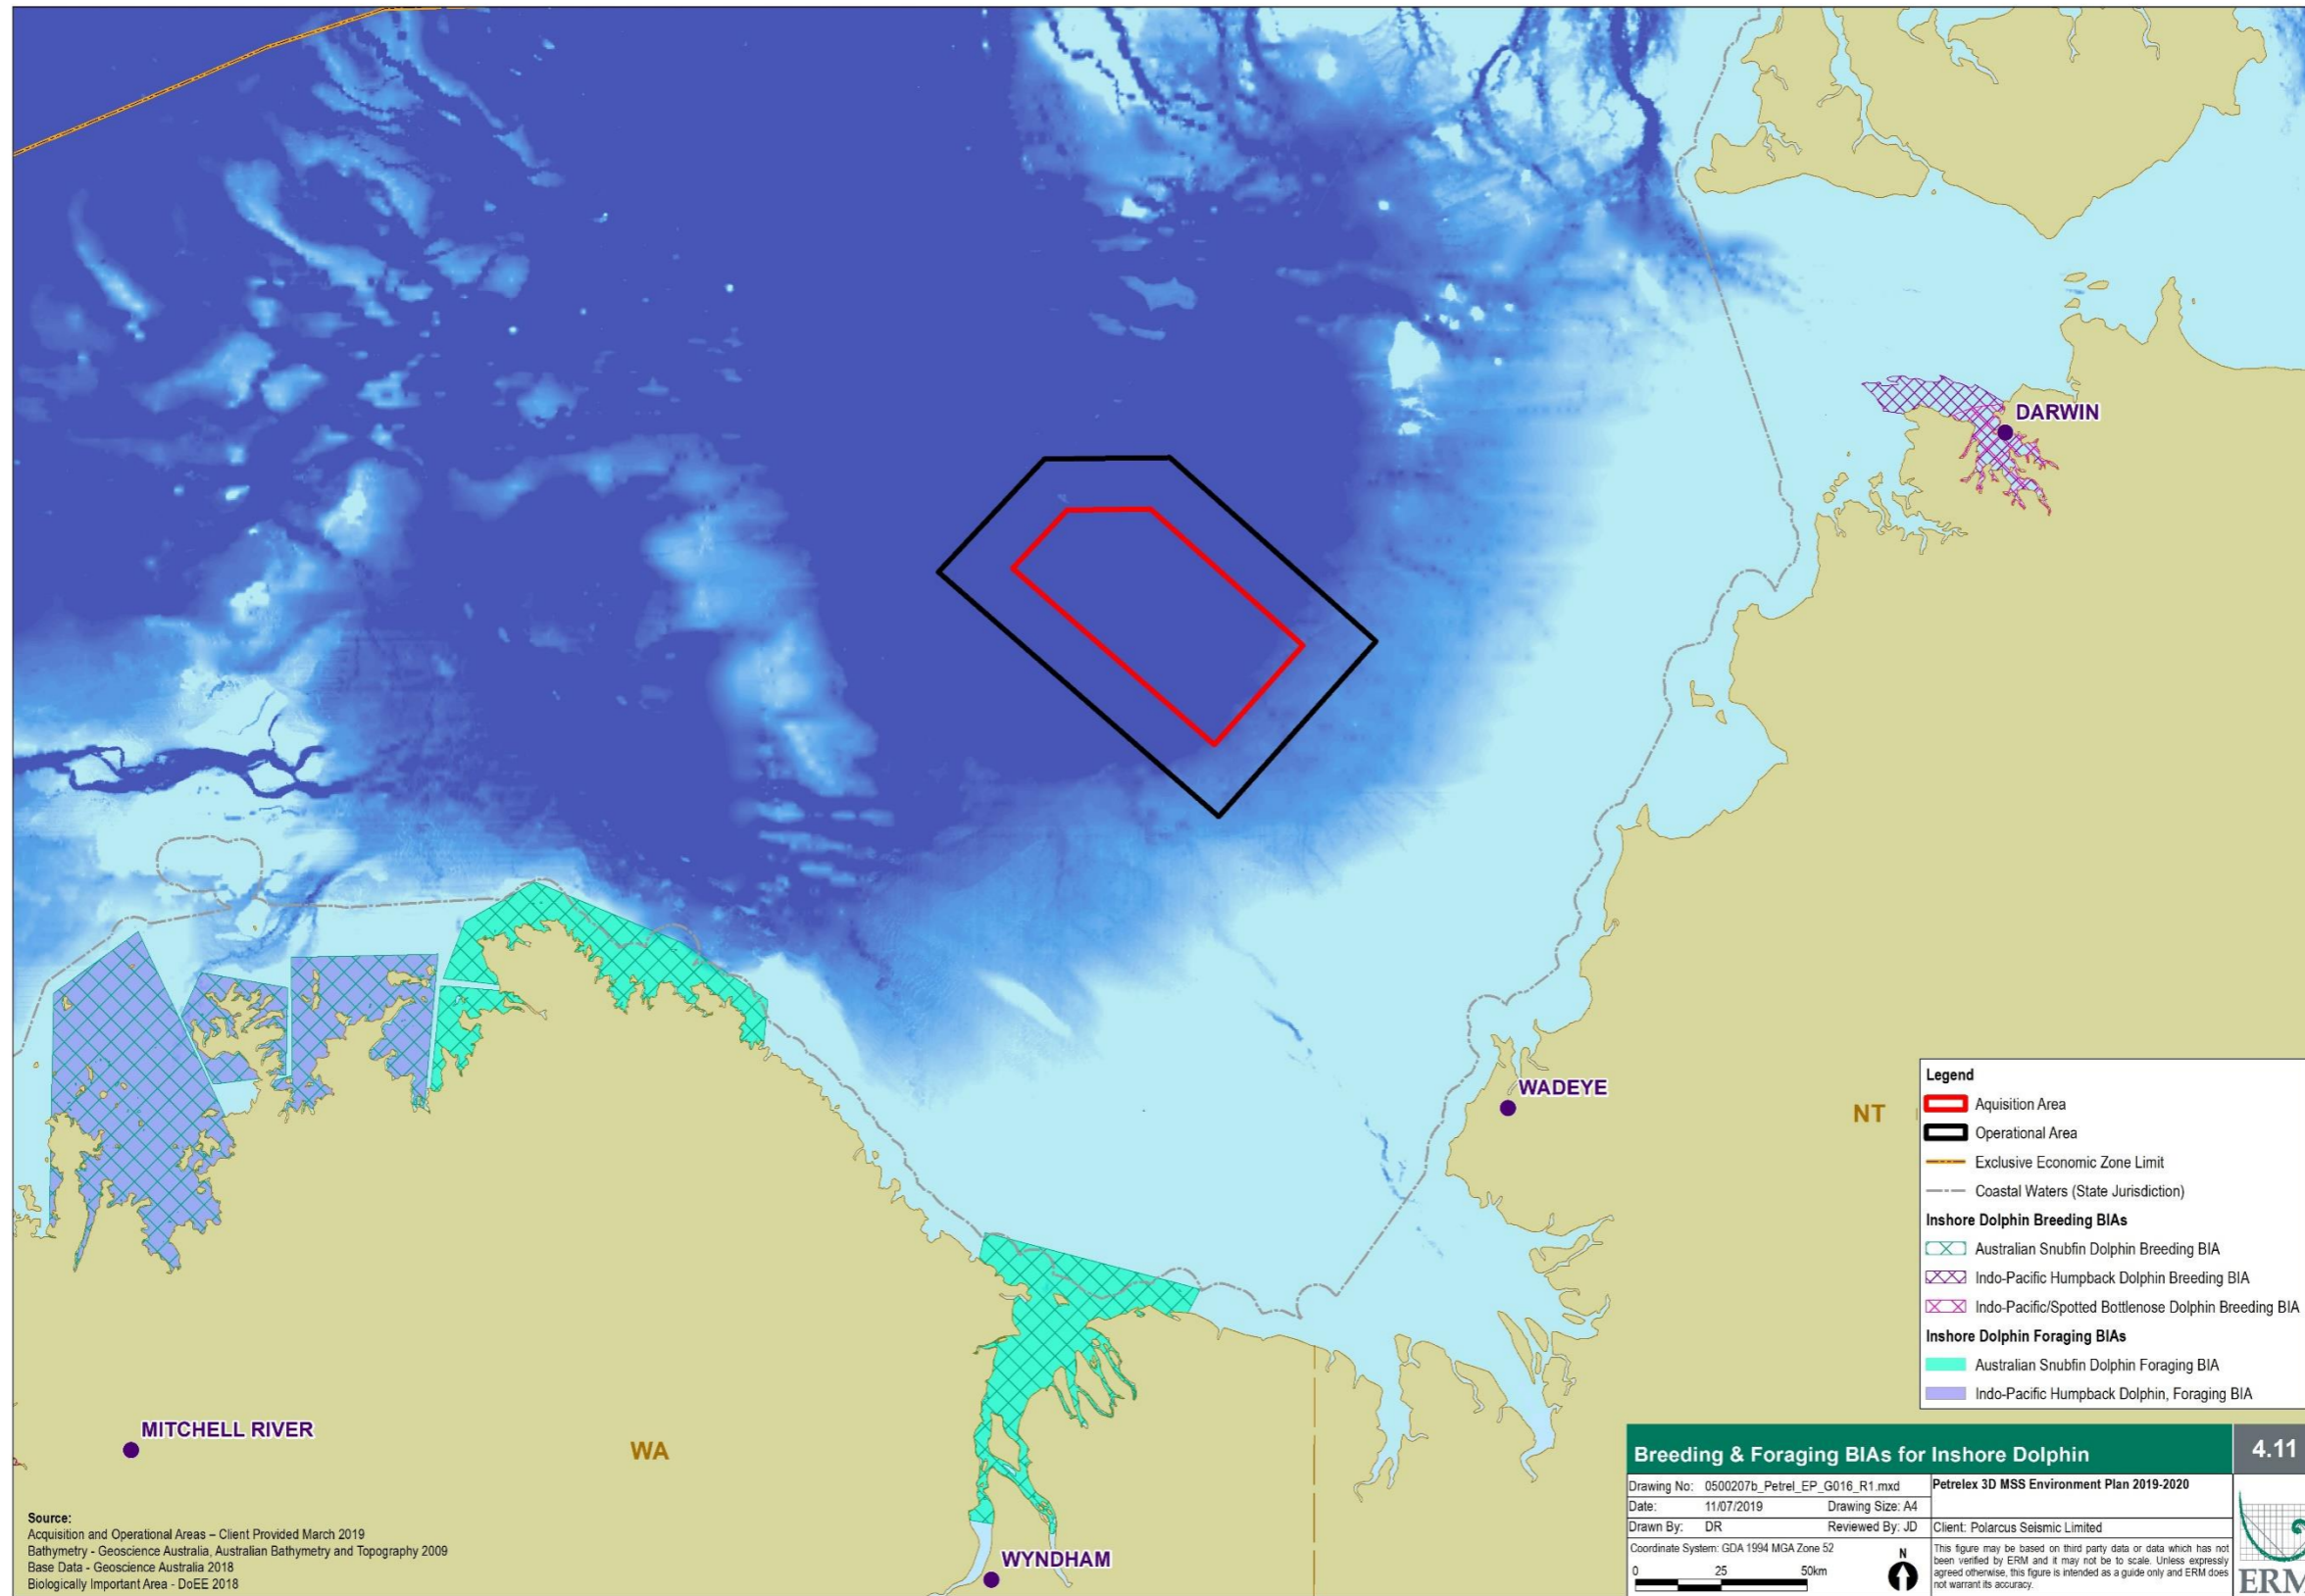 DARWIN
WADEYE
NT
MITCHELL RIVER
WA
WYNDHAM
Legend
Aquisition Area
Operational Area
Exclusive Economic Zone Limit
Coastal Waters (State Jurisdiction)
Inshore Dolphin Breeding BIAs
Australian Snubfin Dolphin Breeding BIA
Indo-Pacific Humpback Dolphin Breeding BIA
Indo-Pacific/Spotted Bottlenose Dolphin Breeding BIA
Inshore Dolphin Foraging BIAs
Australian Snubfin Dolphin Foraging BIA
Indo-Pacific Humpback Dolphin, Foraging BIA
Source:
Acquisition and Operational Areas – Client Provided March 2019
Bathymetry - Geoscience Australia, Australian Bathymetry and Topography 2009
Base Data - Geoscience Australia 2018
Biologically Important Area - DoEE 2018
Breeding & Foraging BIAs for Inshore Dolphin
4.11
Drawing No: 0500207b_Petrel_EP_G016_R1.mxd
Petrelex 3D MSS Environment Plan 2019-2020
Date: 11/07/2019 Drawing Size: A4
Drawn By: DR Reviewed By: JD
Client: Polarcus Seismic Limited
Coordinate System: GDA 1994 MGA Zone 52
0 25 50km
N
This figure may be based on third party data or data which has not
been verified by ERM and it may not be to scale. Unless expressly
agreed otherwise, this figure is intended as a guide only and ERM does
not warrant its accuracy.
ERM